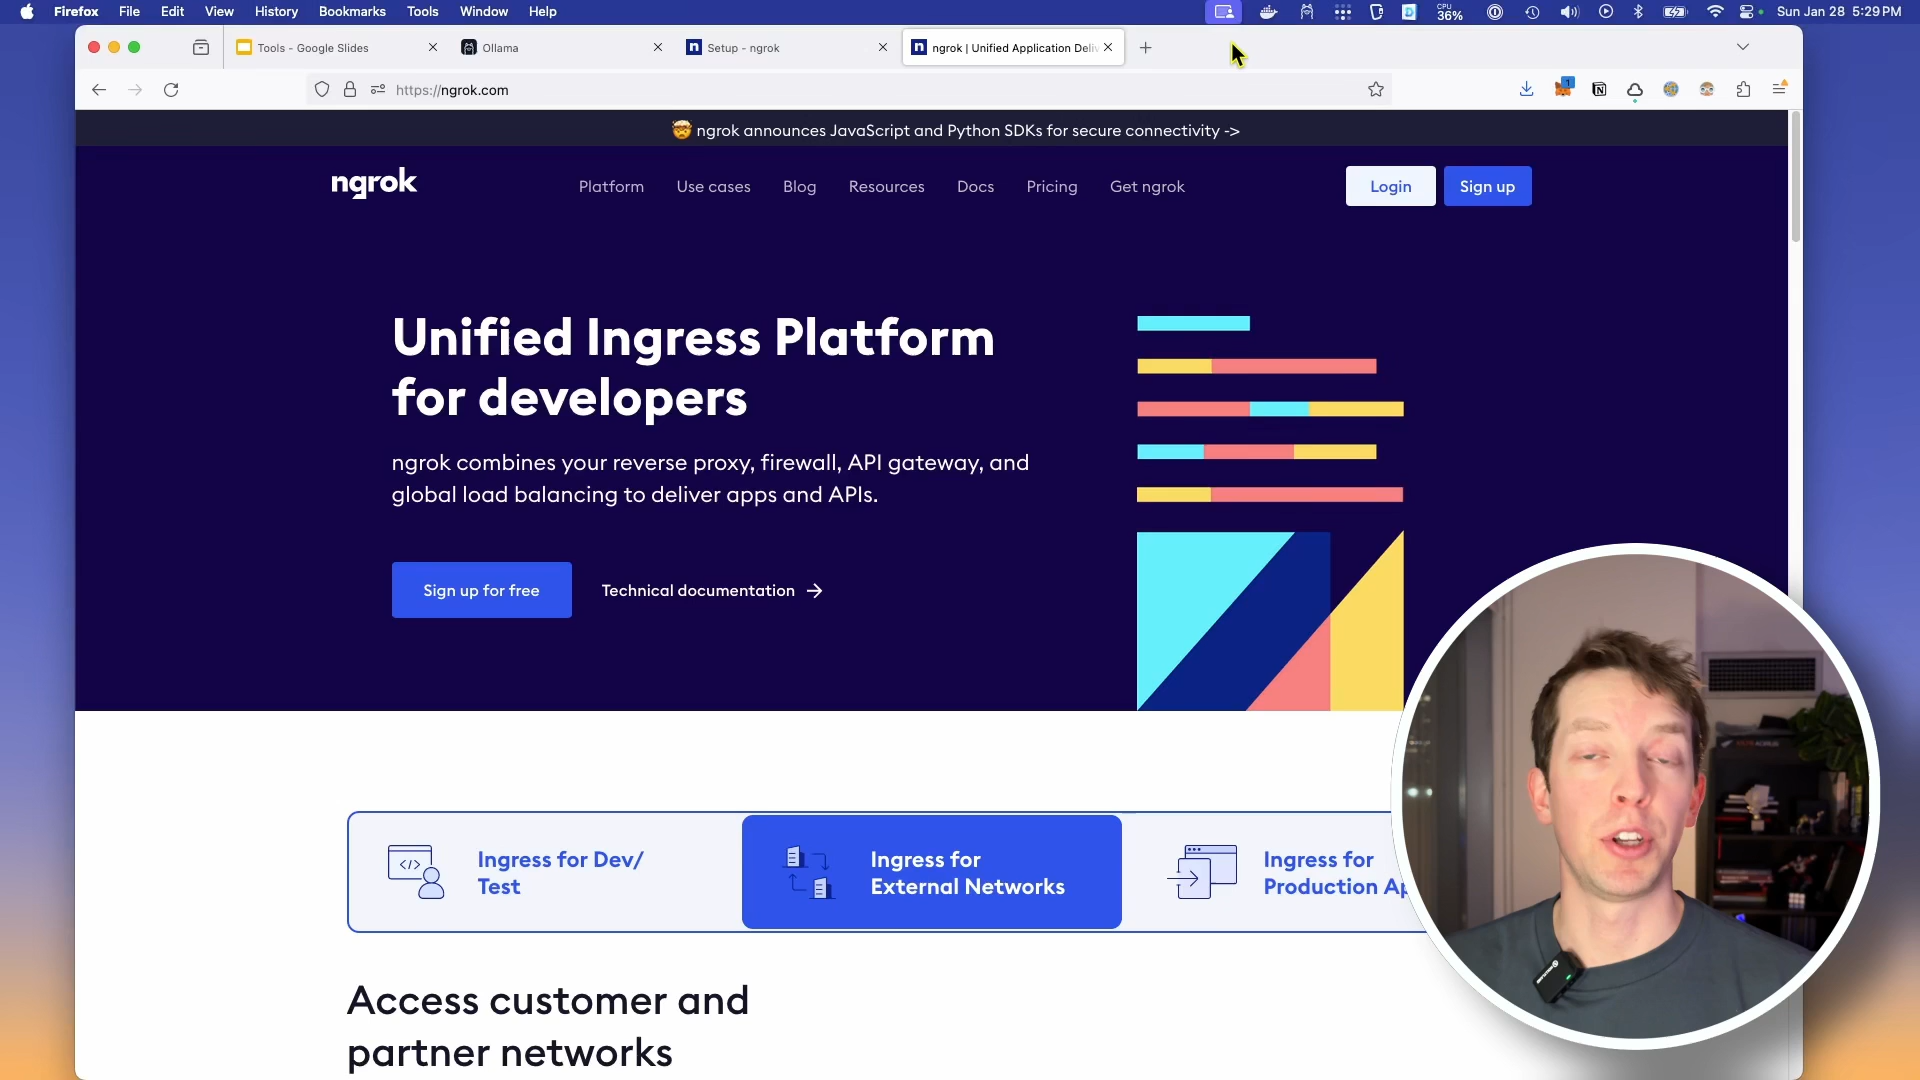 Firefox File Edit View History Bookmarks Tools Window Help
CPU
36%
Sun Jan 28 5:29 PM
Tools - Google Slides
Ollama
Setup - ngrok
ngrok | Unified Application Deliv
https://ngrok.com
1
🤯 ngrok announces JavaScript and Python SDKs for secure connectivity ->
ngrok
Platform Use cases Blog Resources Docs Pricing Get ngrok
Login Sign up
Unified Ingress Platform
for developers
ngrok combines your reverse proxy, firewall, API gateway, and
global load balancing to deliver apps and APIs.
Sign up for free
Technical documentation →
Ingress for Dev/
Test
Ingress for
External Networks
Ingress for
Production Ap
Access customer and
partner networks